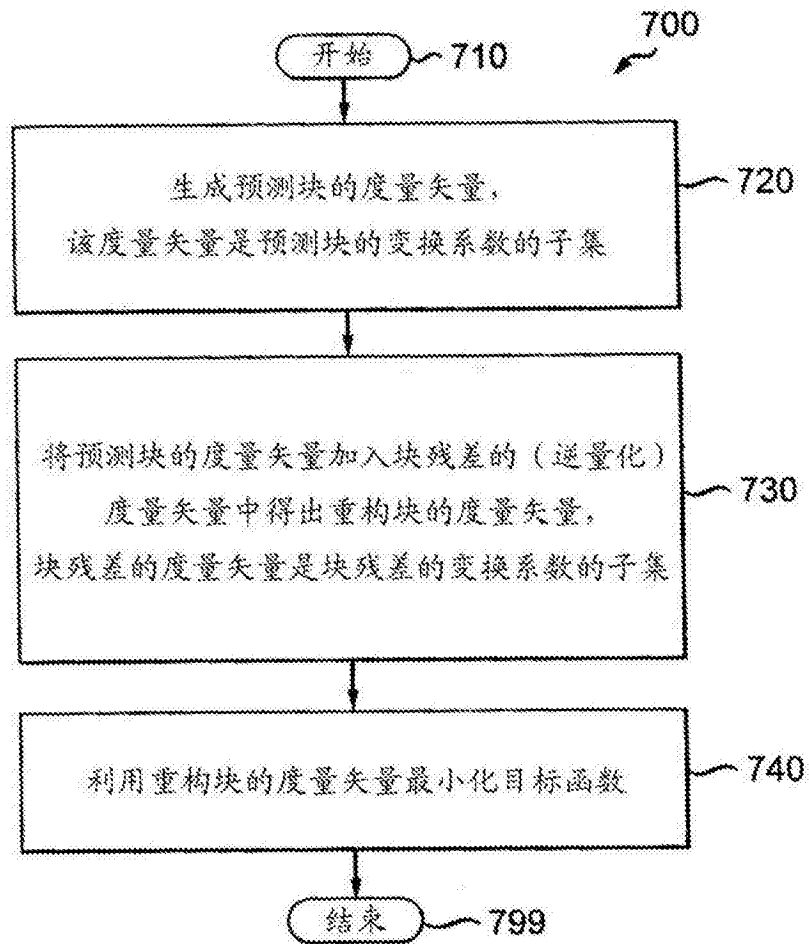 700
开始
710
生成预测块的度量矢量，
该度量矢量是预测块的变换系数的子集
720
将预测块的度量矢量加入块残差的（逆量化）
度量矢量中得出重构块的度量矢量，
块残差的度量矢量是块残差的变换系数的子集
730
利用重构块的度量矢量最小化目标函数
740
结束
799